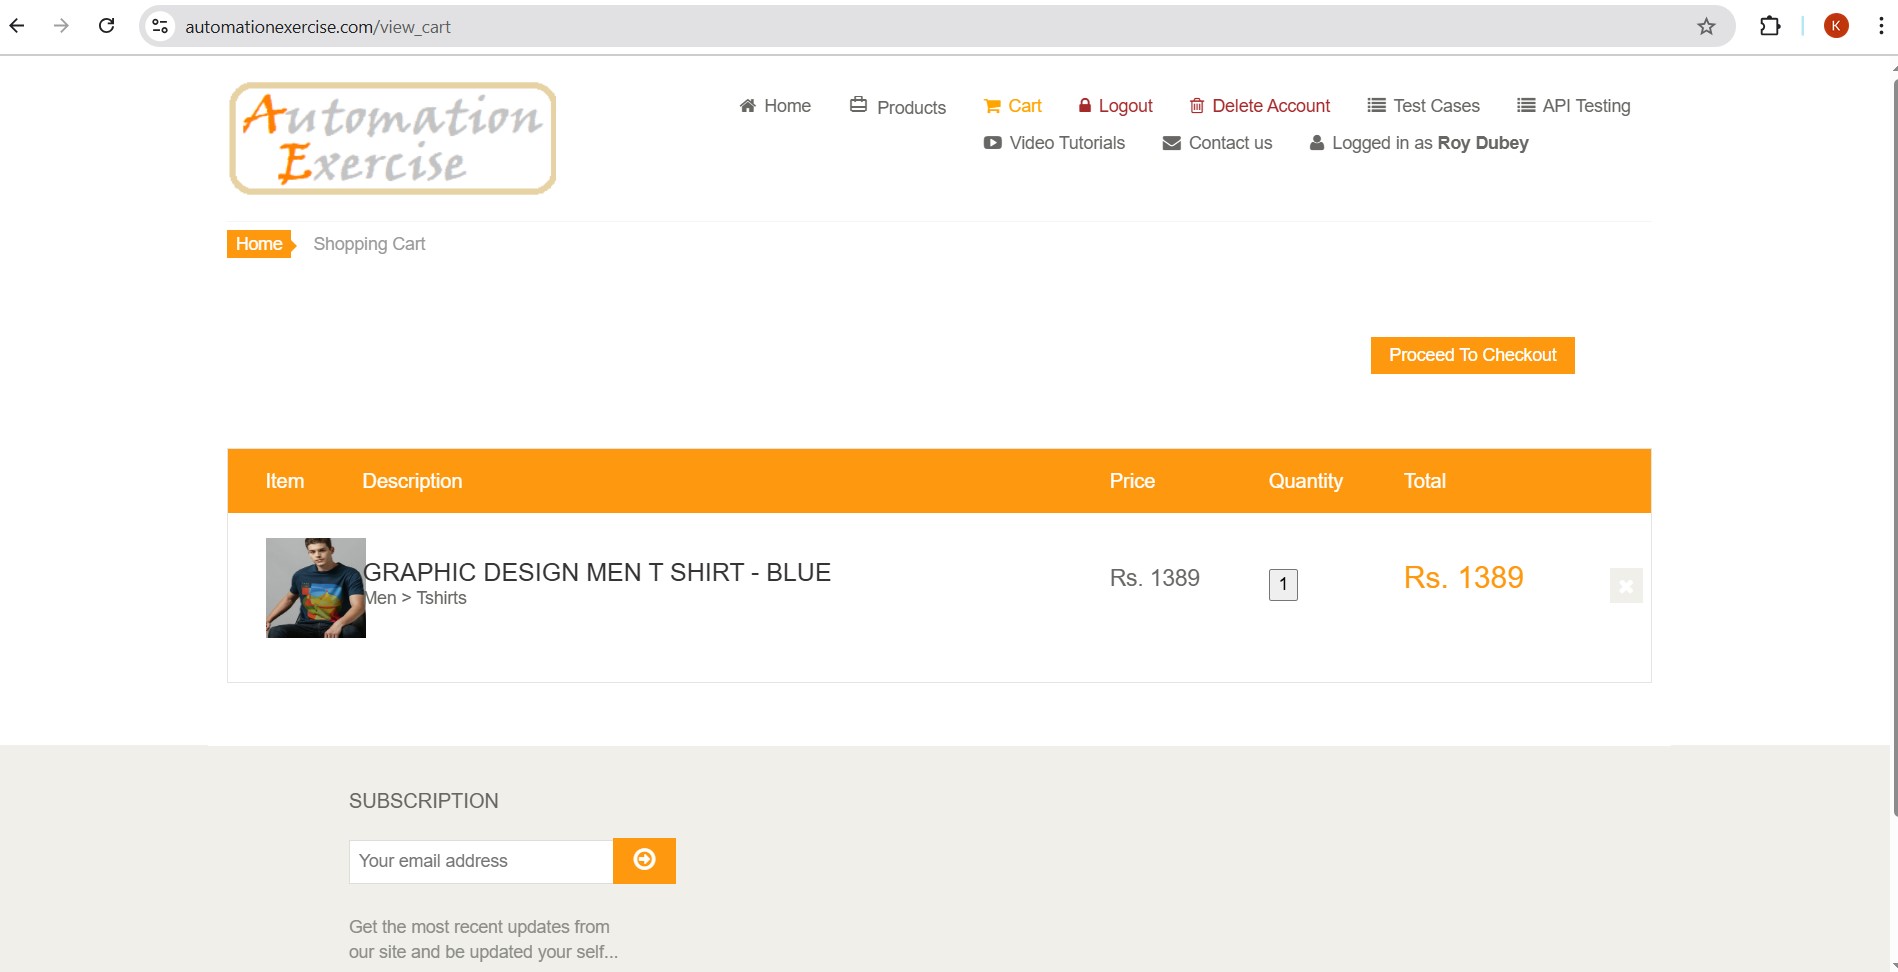 automationexercise.com/view_cart
K
Automation
Exercise
Home Products Cart Logout Delete Account Test Cases API Testing
Video Tutorials Contact us Logged in as Roy Dubey
Home Shopping Cart
Proceed To Checkout
Item Description Price Quantity Total
GRAPHIC DESIGN MEN T SHIRT - BLUE Rs. 1389 1 Rs. 1389
Men > Tshirts
SUBSCRIPTION
Your email address
Get the most recent updates from
our site and be updated your self...